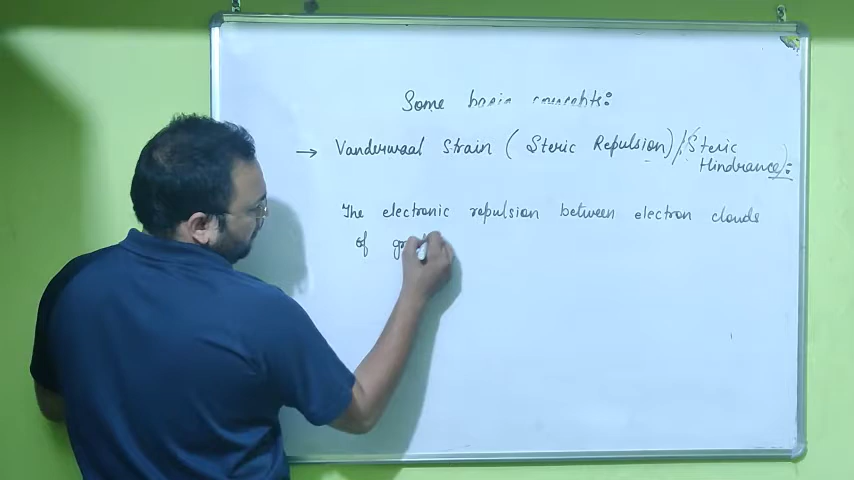 Some basic concepts:
→ Vanderwaal Strain ( Steric Repulsion) / (Steric
Hindrance):
The electronic repulsion between electron clouds
of